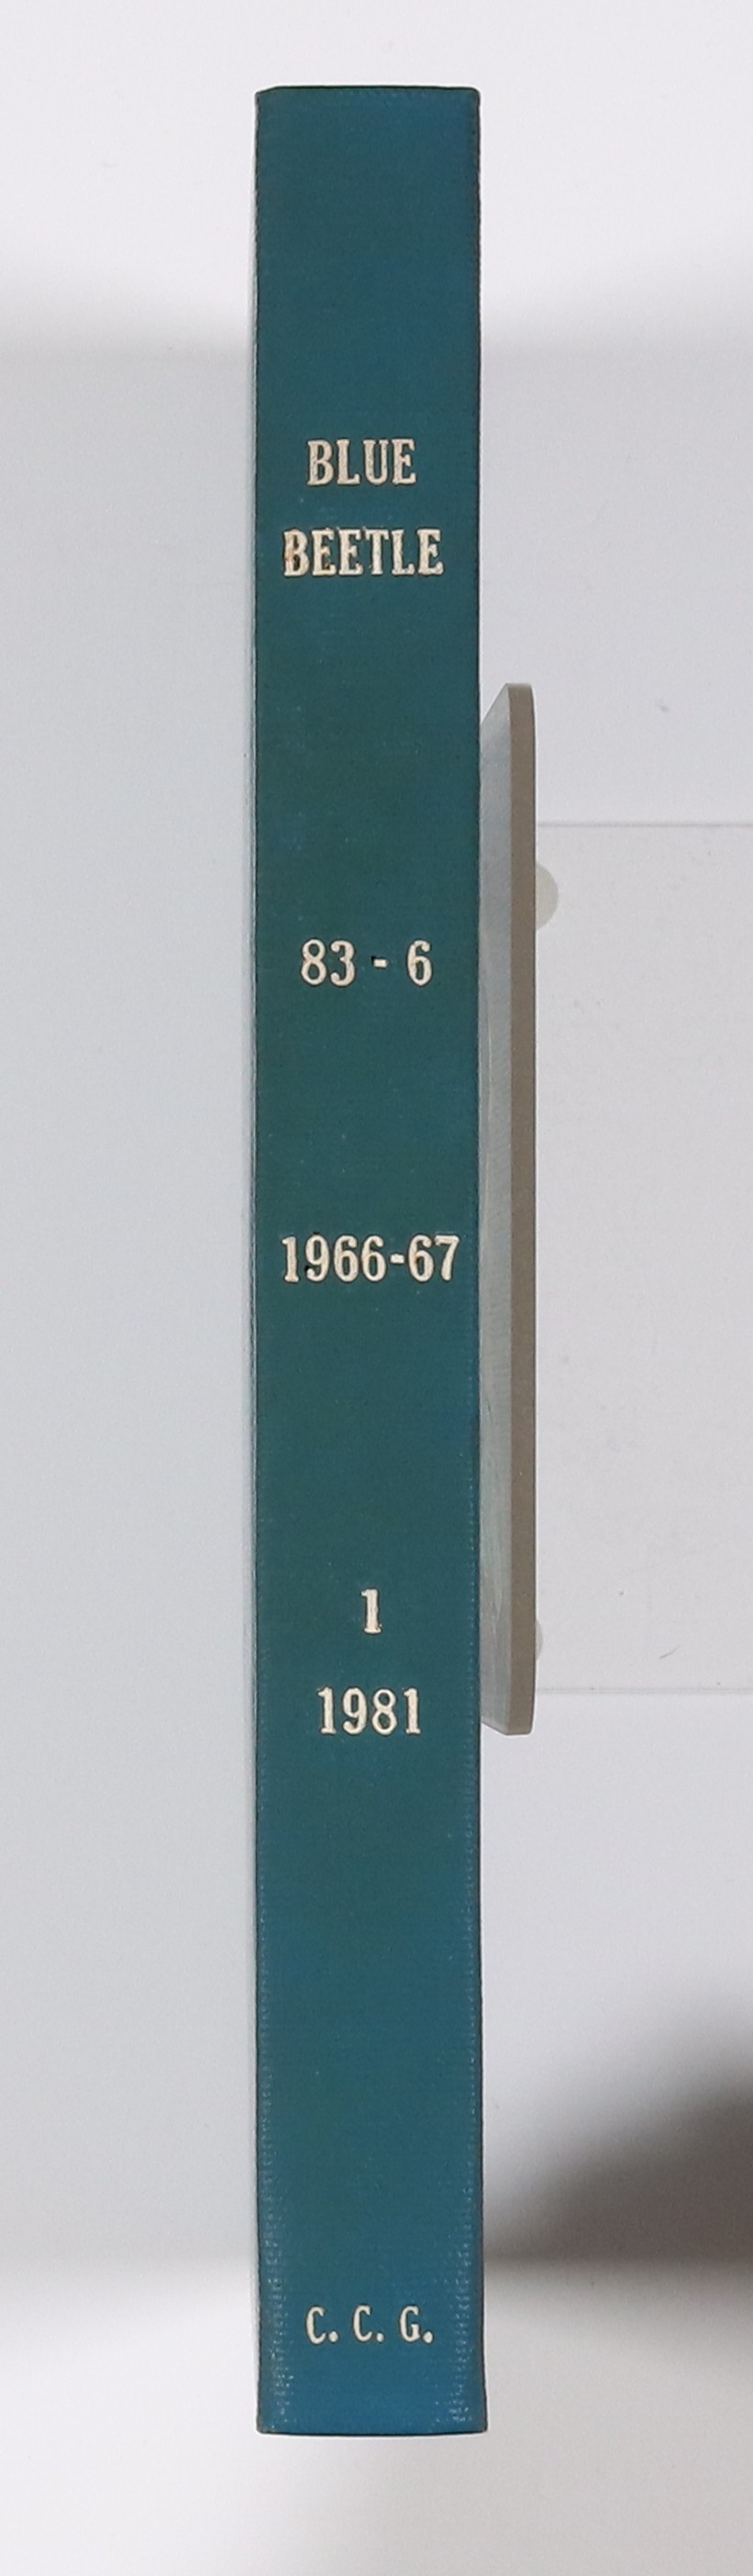 BLUE
BEETLE
83 - 6
1966-67
1
1981
C. C. G.